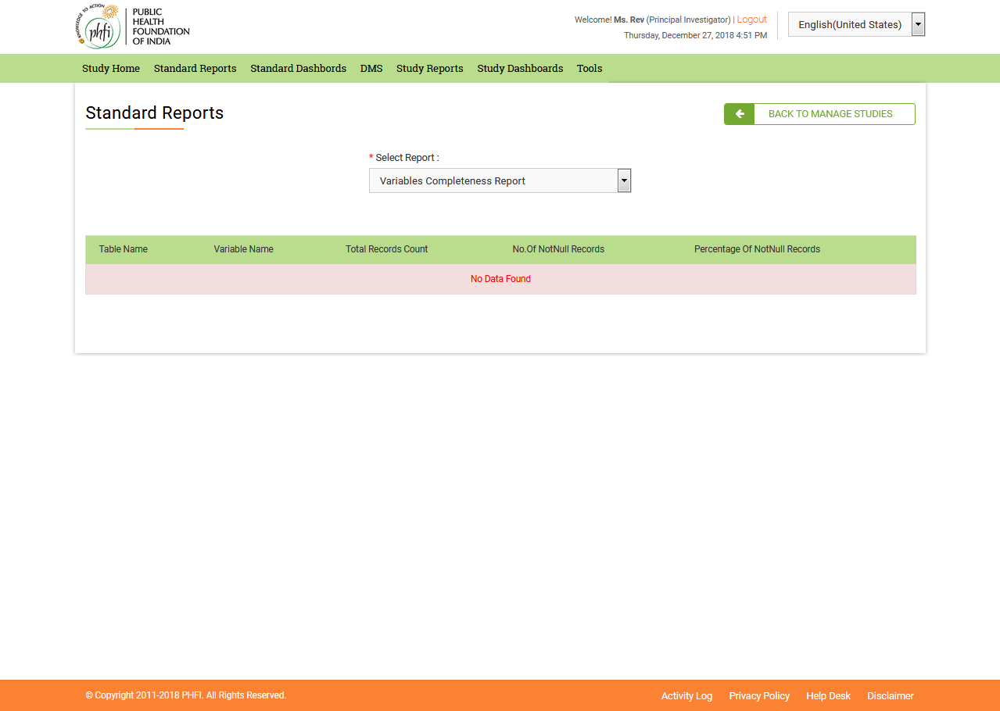 KNOWLEDGE TO ACTION
phfi
PUBLIC
HEALTH
FOUNDATION
OF INDIA
Welcome! Ms. Rev (Principal Investigator) | Logout
Thursday, December 27, 2018 4:51 PM
English(United States)
Study Home Standard Reports Standard Dashbords DMS Study Reports Study Dashboards Tools
Standard Reports
BACK TO MANAGE STUDIES
* Select Report :
Variables Completeness Report
Table Name Variable Name Total Records Count No.Of NotNull Records Percentage Of NotNull Records
No Data Found
© Copyright 2011-2018 PHFI. All Rights Reserved.
Activity Log Privacy Policy Help Desk Disclaimer